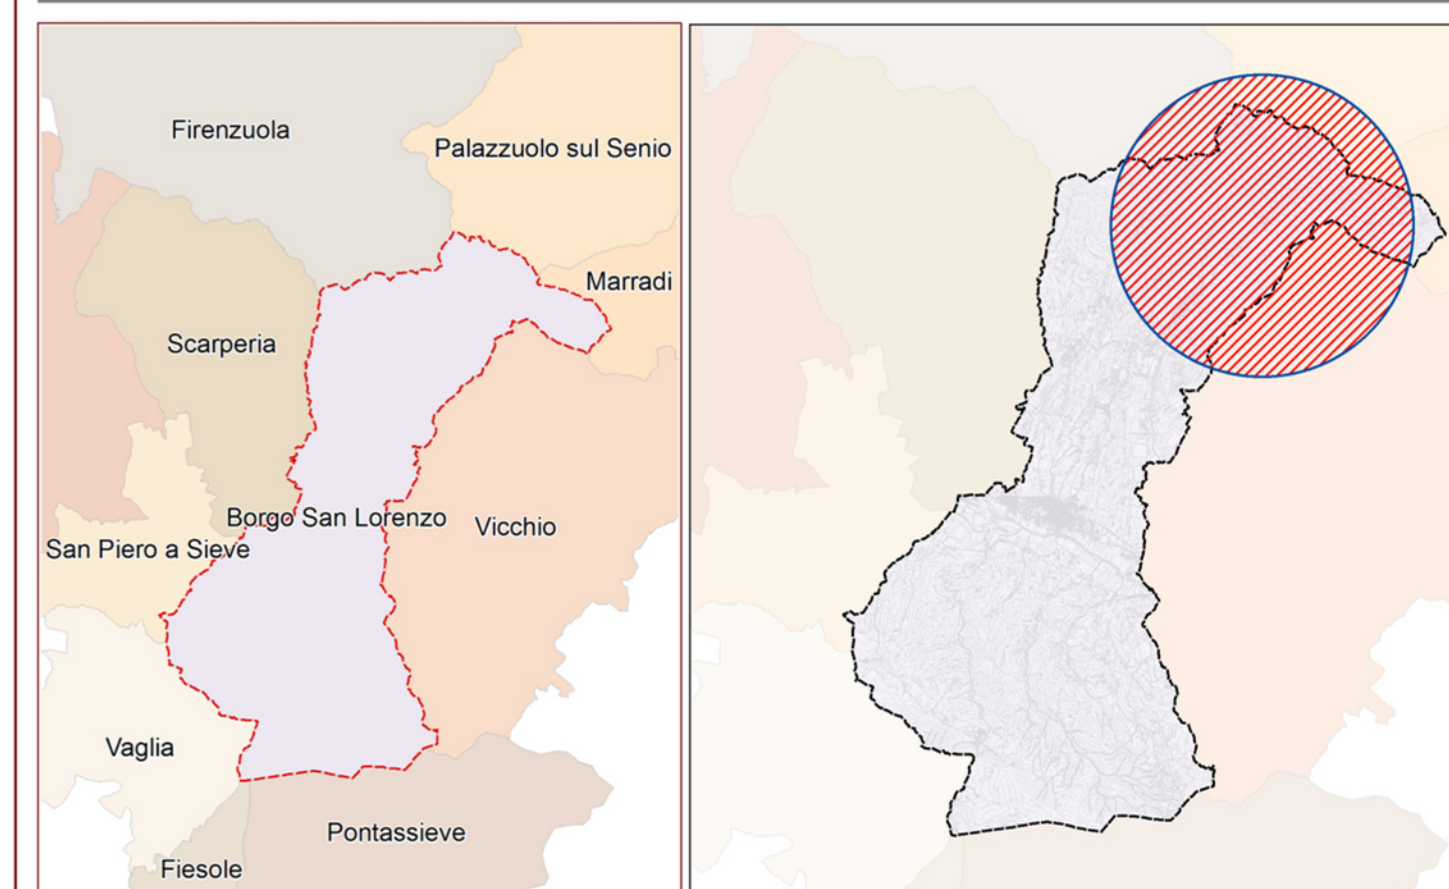 Firenzuola
Palazzuolo sul Senio
Marradi
Scarperia
Borgo San Lorenzo
Vicchio
San Piero a Sieve
Vaglia
Pontassieve
Fiesole